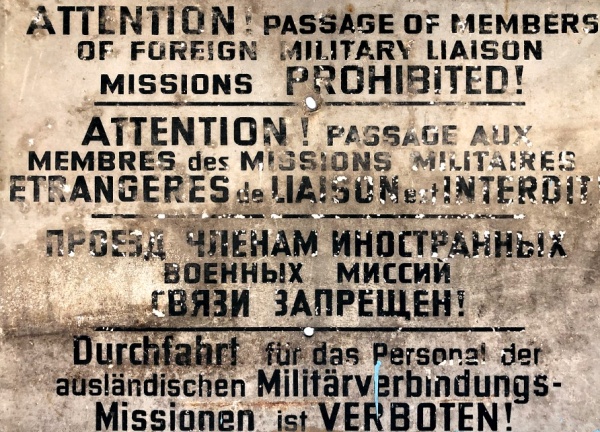 ATTENTION! PASSAGE OF MEMBERS
OF FOREIGN MILITARY LIAISON
MISSIONS PROHIBITED!
ATTENTION! PASSAGE AUX
MEMBRES des MISSIONS MILITAIRES
ETRANGERES de LIAISON est INTERDIT!
ПРОЕЗД ЧЛЕНАМ ИНОСТРАННЫХ
ВОЕННЫХ МИССИЙ
СВЯЗИ ЗАПРЕЩЕН!
Durchfahrt für das Personal der
ausländischen Militärverbindungs-
Missionen ist VERBOTEN!